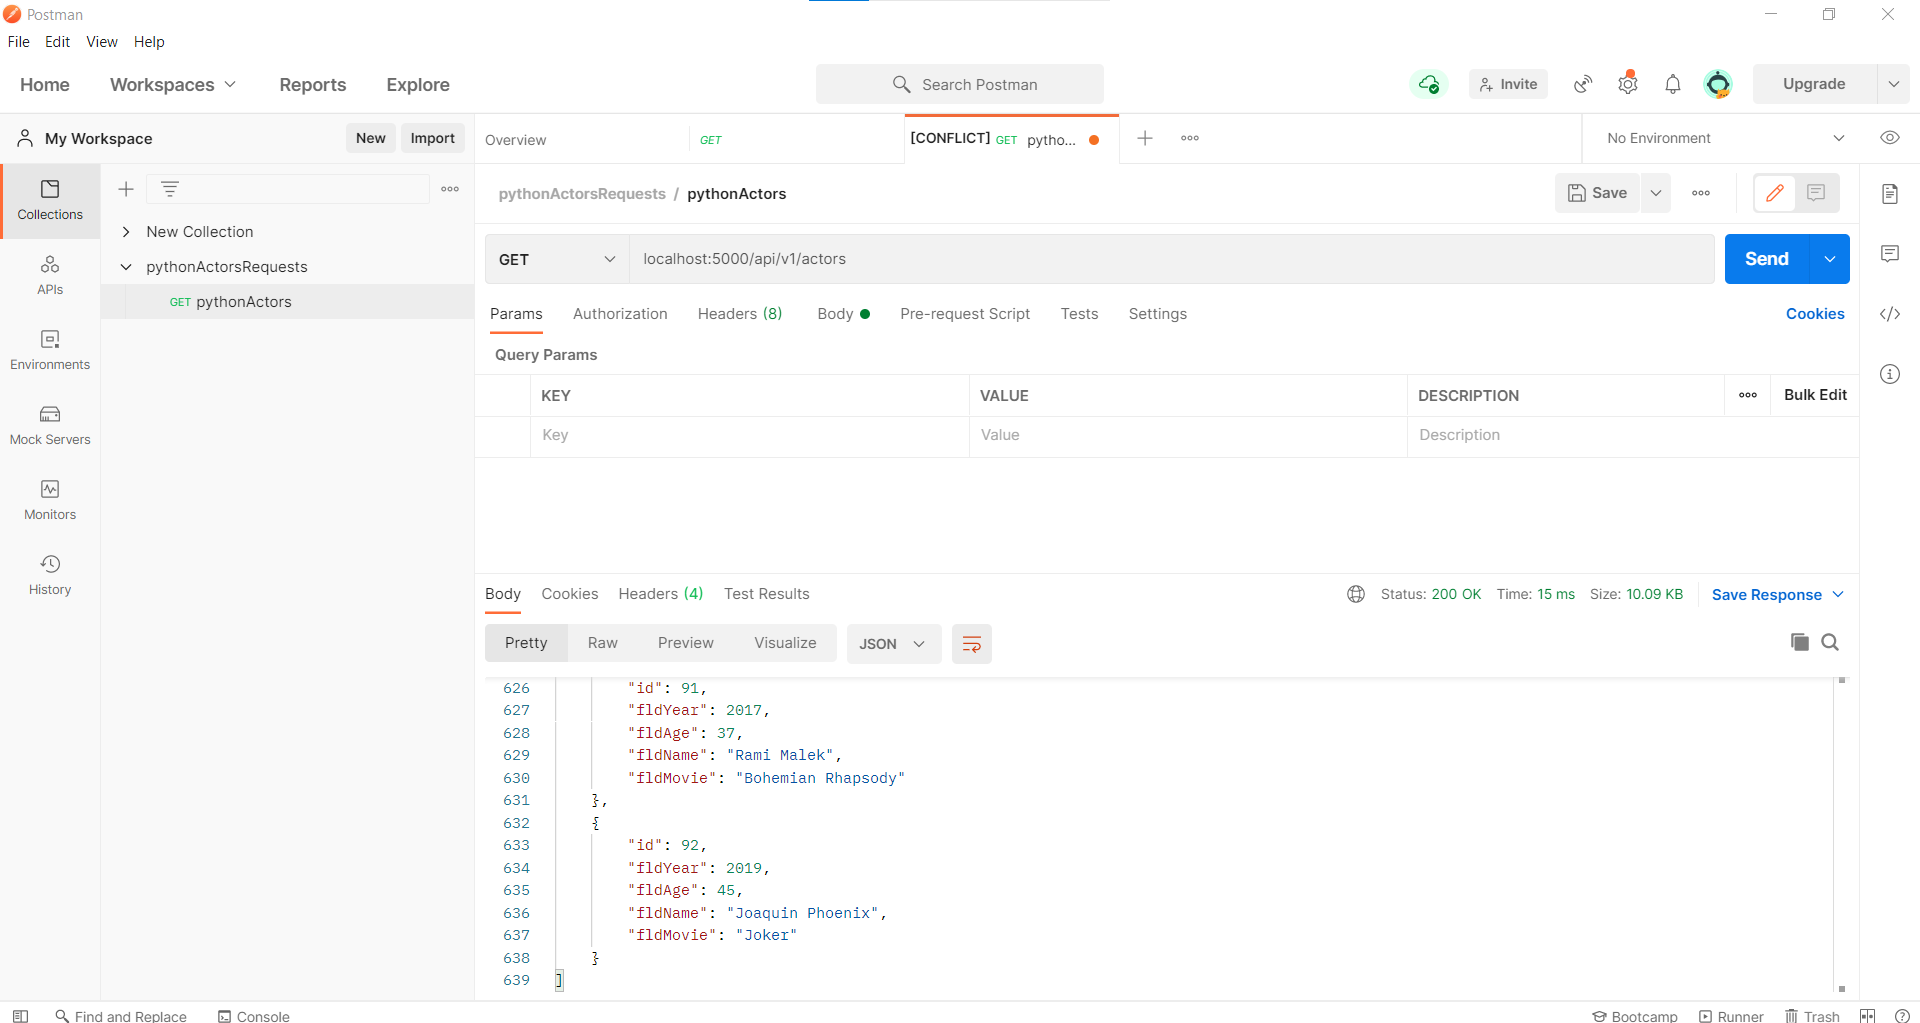 Postman
File Edit View Help
Home Workspaces Reports Explore Search Postman Invite Upgrade
My Workspace New Import Overview GET [CONFLICT] GET pytho... No Environment
pythonActorsRequests / pythonActors Save
Collections
New Collection
pythonActorsRequests
GET pythonActors
APIs
Environments
Mock Servers
Monitors
History
GET localhost:5000/api/v1/actors Send
Params Authorization Headers (8) Body Pre-request Script Tests Settings Cookies
Query Params
KEY VALUE DESCRIPTION Bulk Edit
Key Value Description
Body Cookies Headers (4) Test Results Status: 200 OK Time: 15 ms Size: 10.09 KB Save Response
Pretty Raw Preview Visualize JSON
626 "id": 91,
627 "fldYear": 2017,
628 "fldAge": 37,
629 "fldName": "Rami Malek",
630 "fldMovie": "Bohemian Rhapsody"
631 },
632 {
633 "id": 92,
634 "fldYear": 2019,
635 "fldAge": 45,
636 "fldName": "Joaquin Phoenix",
637 "fldMovie": "Joker"
638 }
639 ]
Find and Replace Console Bootcamp Runner Trash